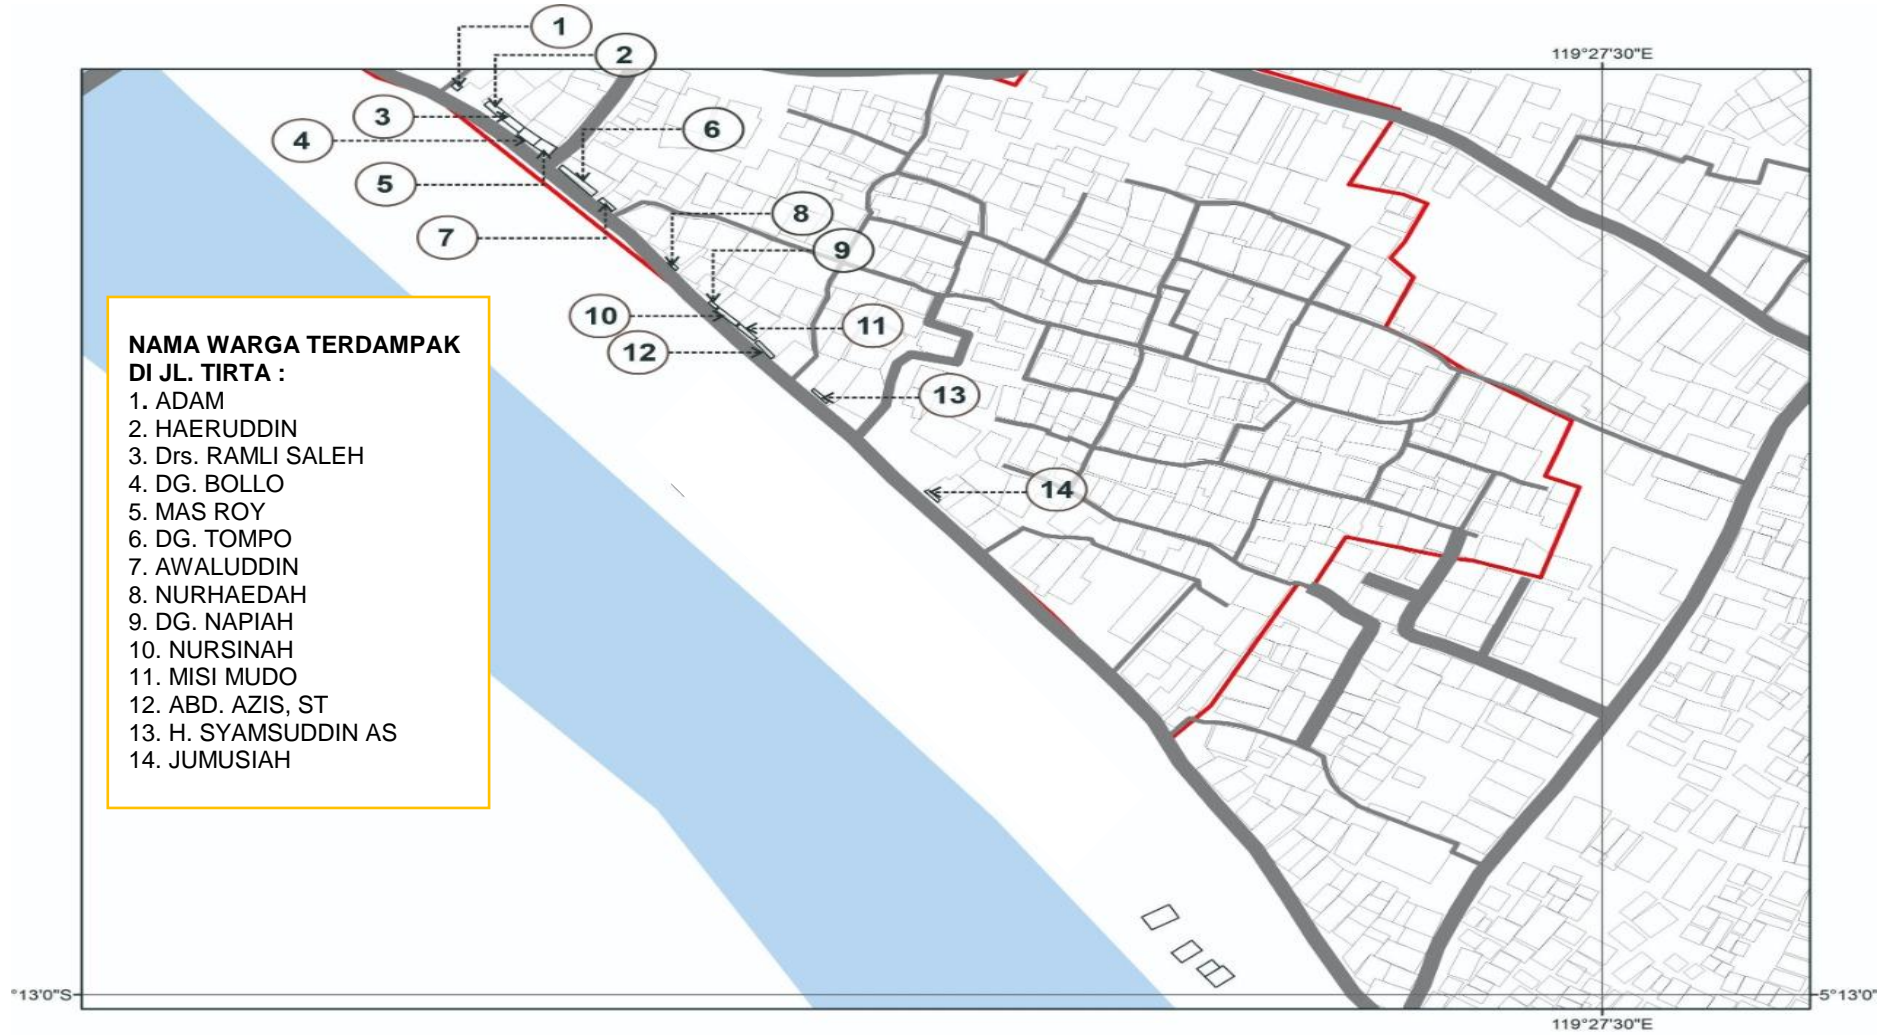 1
2
119°27'30"E
3
6
4
5
8
7
9
10
11
12
13
14
NAMA WARGA TERDAMPAK
DI JL. TIRTA :
1. ADAM
2. HAERUDDIN
3. Drs. RAMLI SALEH
4. DG. BOLLO
5. MAS ROY
6. DG. TOMPO
7. AWALUDDIN
8. NURHAEDAH
9. DG. NAPIAH
10. NURSINAH
11. MISI MUDO
12. ABD. AZIS, ST
13. H. SYAMSUDDIN AS
14. JUMUSIAH
°13'0"S
5°13'0"
119°27'30"E